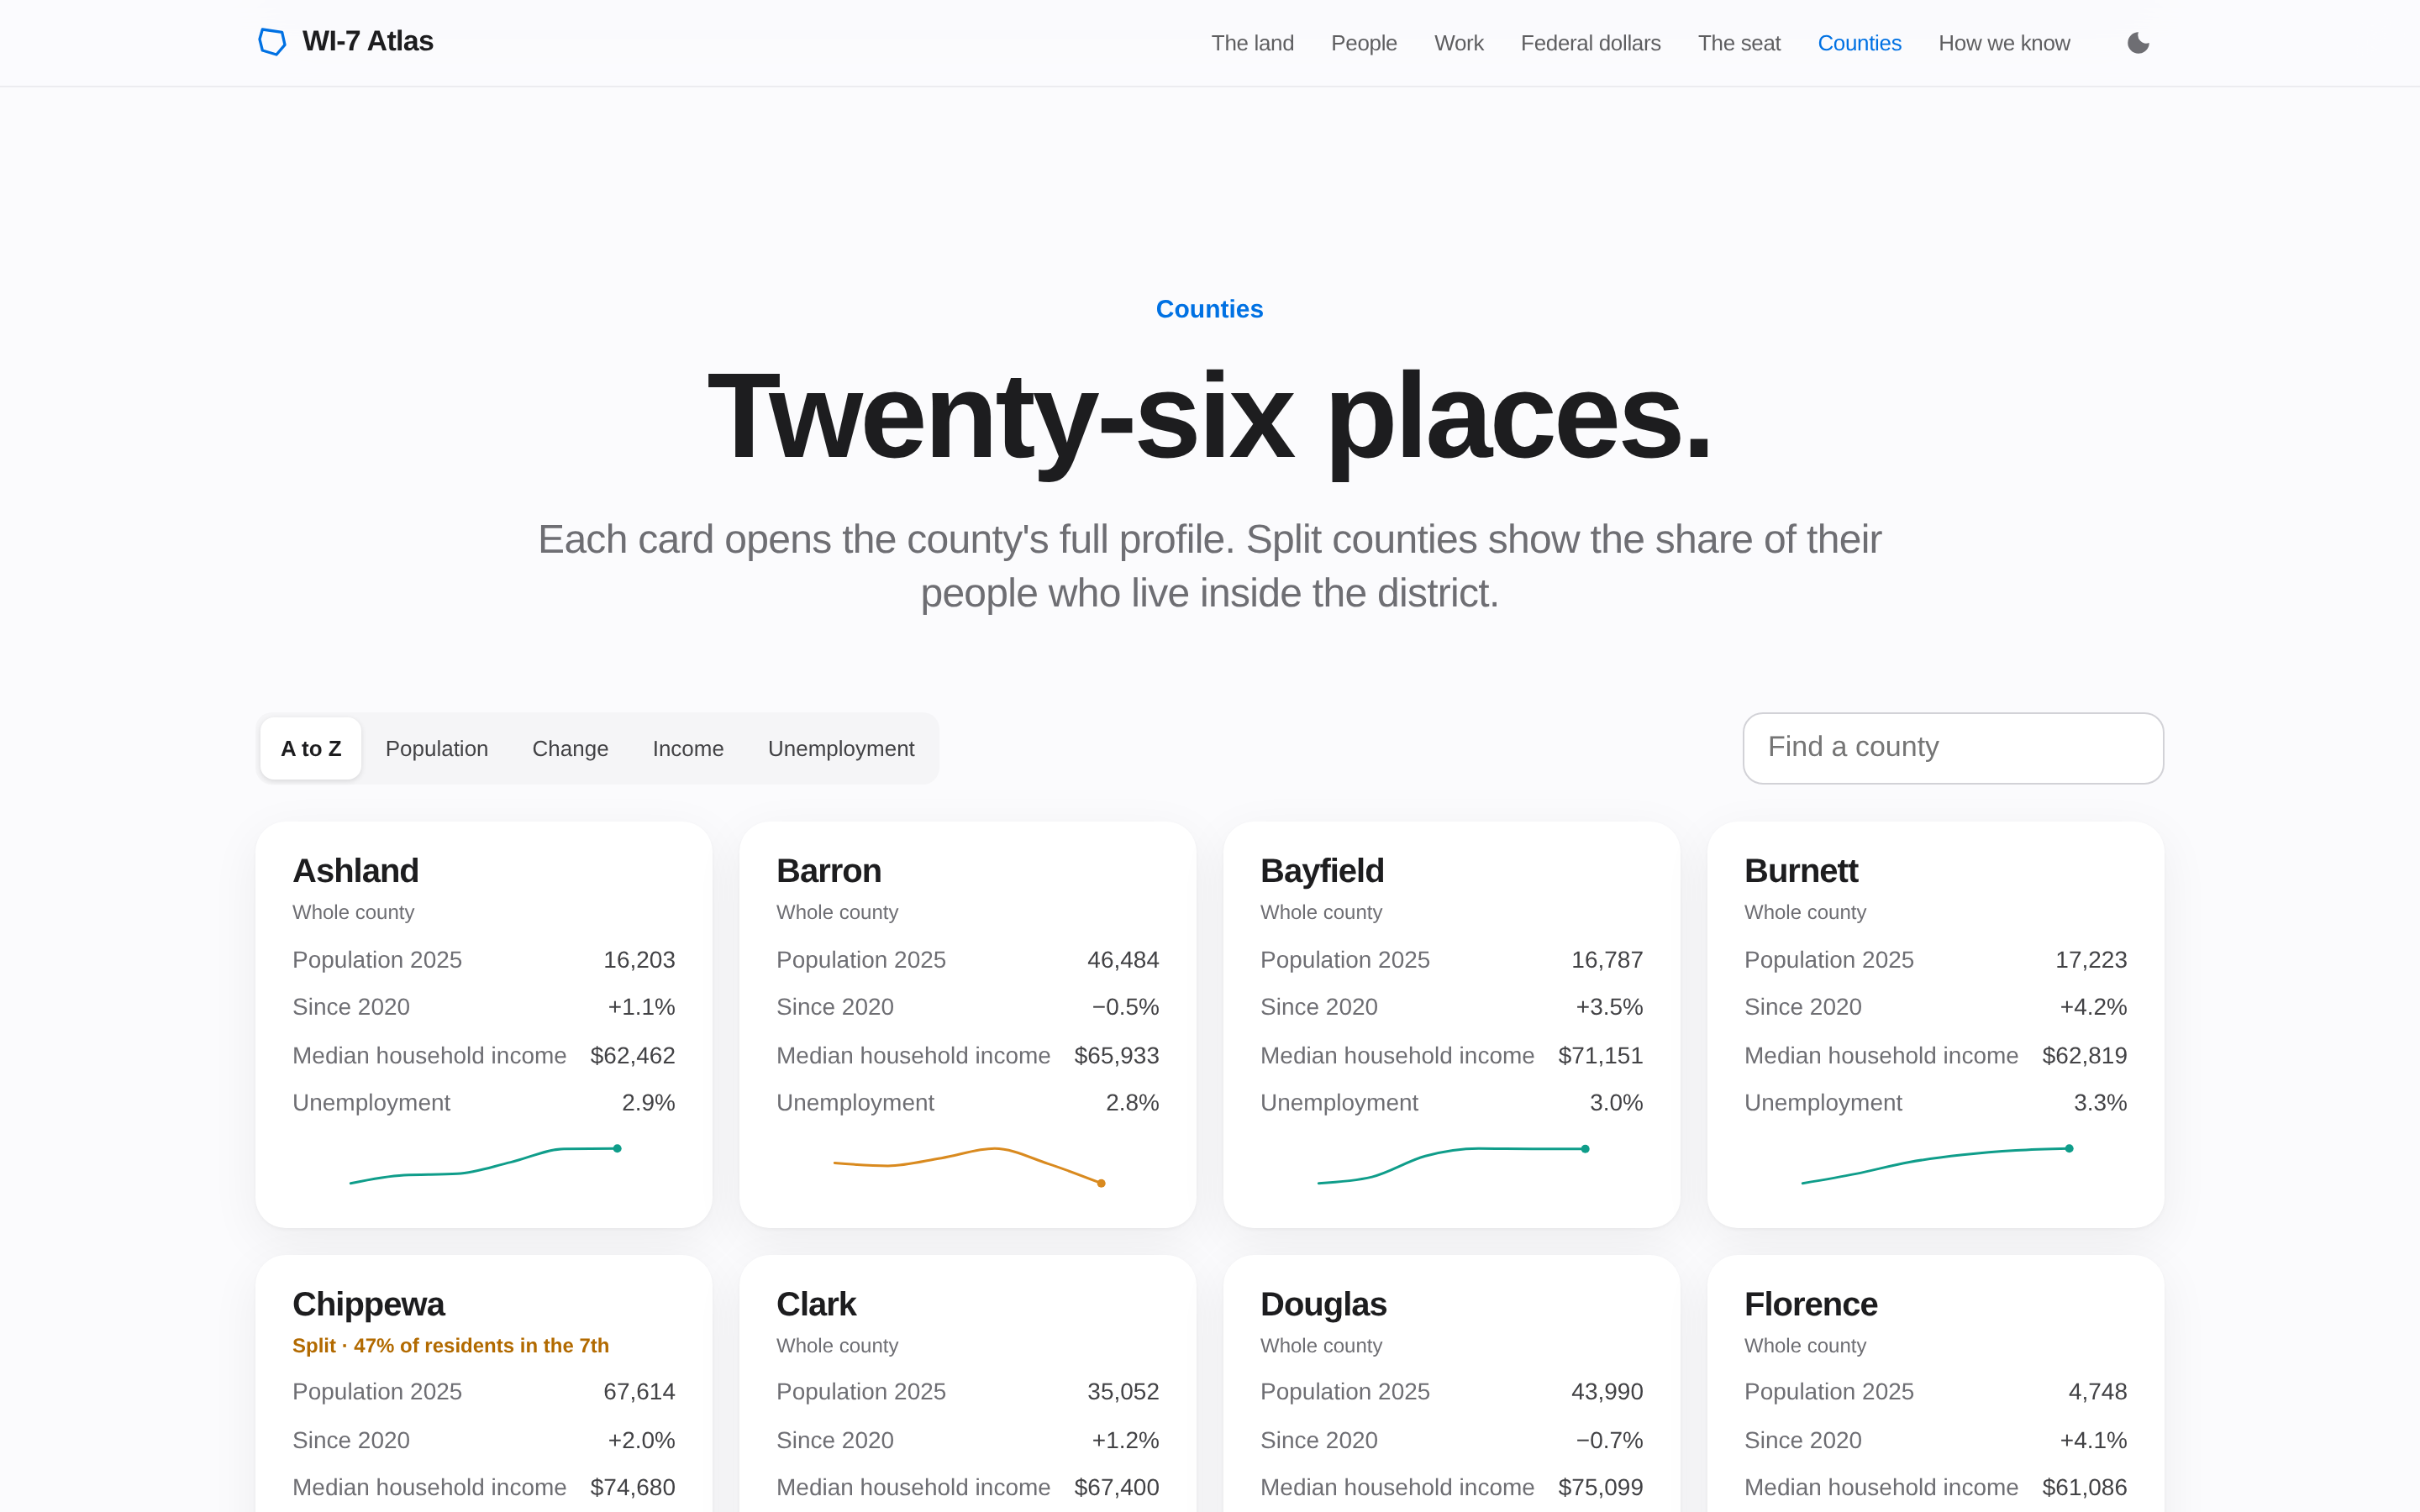 WI-7 Atlas
The land People Work Federal dollars The seat Counties How we know
Counties
Twenty-six places.
Each card opens the county's full profile. Split counties show the share of their
people who live inside the district.
A to Z Population Change Income Unemployment
Find a county
Ashland
Whole county
Population 2025 16,203
Since 2020 +1.1%
Median household income $62,462
Unemployment 2.9%
Barron
Whole county
Population 2025 46,484
Since 2020 −0.5%
Median household income $65,933
Unemployment 2.8%
Bayfield
Whole county
Population 2025 16,787
Since 2020 +3.5%
Median household income $71,151
Unemployment 3.0%
Burnett
Whole county
Population 2025 17,223
Since 2020 +4.2%
Median household income $62,819
Unemployment 3.3%
Chippewa
Split · 47% of residents in the 7th
Population 2025 67,614
Since 2020 +2.0%
Median household income $74,680
Clark
Whole county
Population 2025 35,052
Since 2020 +1.2%
Median household income $67,400
Douglas
Whole county
Population 2025 43,990
Since 2020 −0.7%
Median household income $75,099
Florence
Whole county
Population 2025 4,748
Since 2020 +4.1%
Median household income $61,086